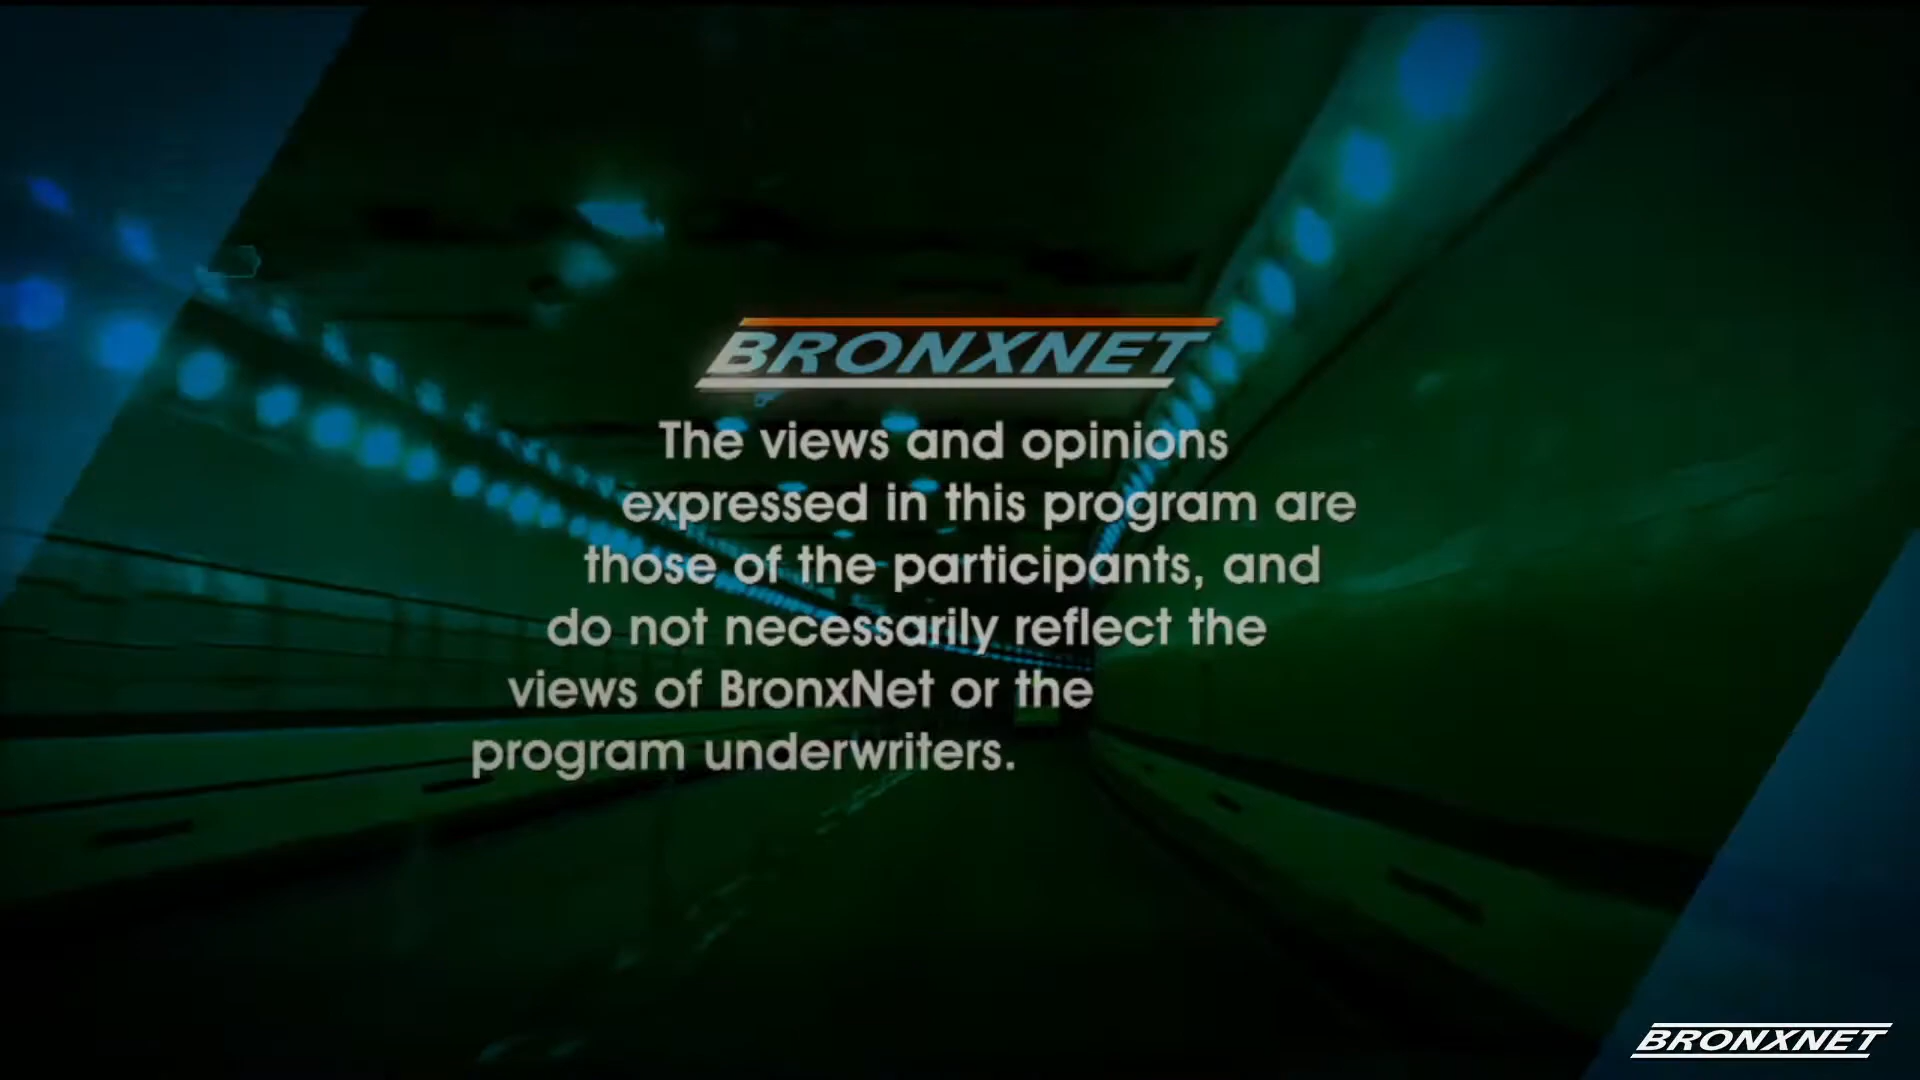 BRONXNET
The views and opinions
expressed in this program are
those of the participants, and
do not necessarily reflect the
views of BronxNet or the
program underwriters.
BRONXNET